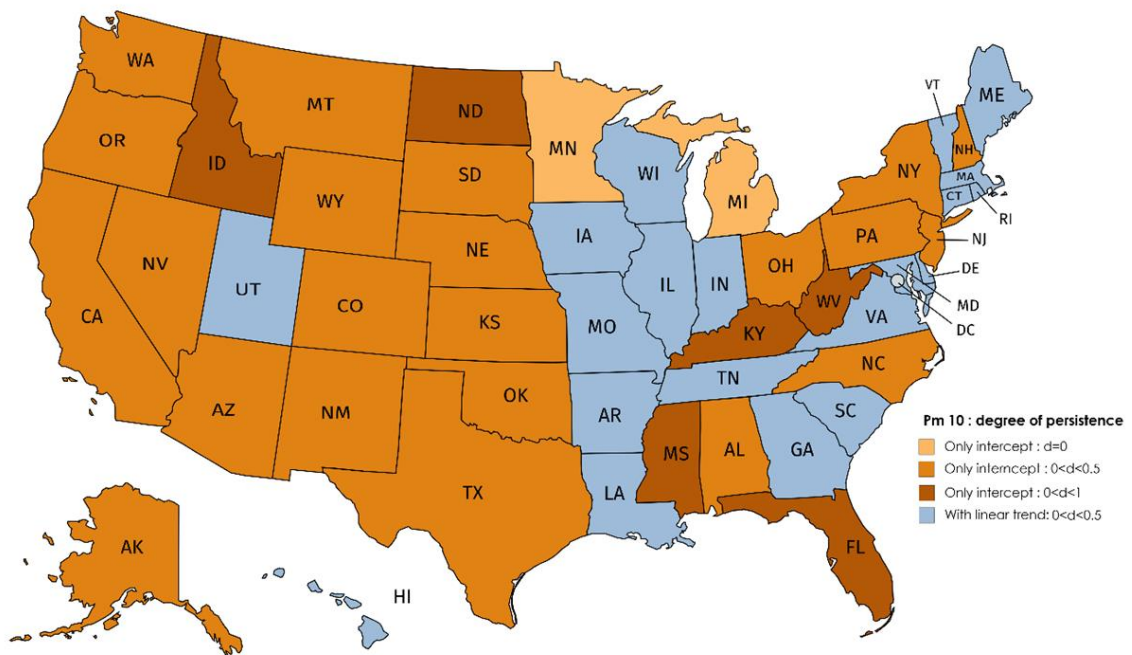 WA
VT
ME
MT
ND
OR
MN
ID
NH
SD
WI
NY
MA
WY
MI
CT
RI
IA
PA
NJ
NE
NV
OH
DE
IL
IN
UT
WV
MD
CA
CO
VA
DC
KS
MO
KY
NC
TN
OK
AZ
NM
AR
SC
Pm 10 : degree of persistence
Only intercept : d=0
MS
AL
GA
Only interncept : 0<d<0.5
TX
LA
Only intercept : 0<d<1
With linear trend: 0<d<0.5
AK
FL
HI